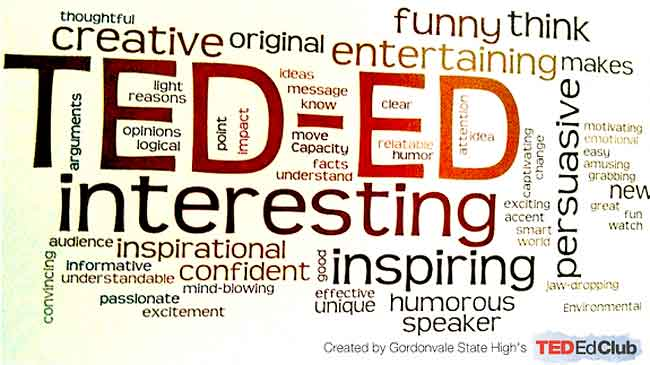 thoughtful
creative original
funny think
entertaining makes
TED-ED
light
reasons
ideas
message
know
clear
arguments
opinions
logical
point
impact
move
Capacity
facts
understand
relatable
humor
attention
idea
captivating
change
persuasive
motivating
emotional
easy
amusing
grabbing
new
interesting
exciting
accent
smart
world
great
fun
watch
audience
inspirational
convincing
informative
understandable
confident
good
inspiring
mind-blowing
passionate
excitement
effective
unique
humorous
speaker
jaw-dropping
Environmental
Created by Gordonvale State High's TEDEdClub